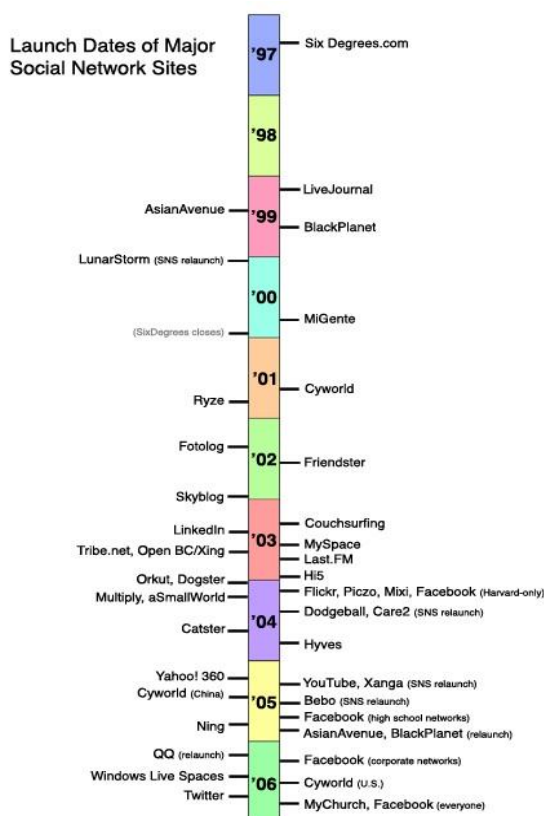 Launch Dates of Major
Social Network Sites
'97
Six Degrees.com
'98
'99
LiveJournal
AsianAvenue
BlackPlanet
LunarStorm (SNS relaunch)
'00
MiGente
(SixDegrees closes)
'01
Cyworld
Ryze
'02
Fotolog
Friendster
Skyblog
'03
Couchsurfing
LinkedIn
MySpace
Tribe.net, Open BC/Xing
Last.FM
Hi5
Orkut, Dogster
'04
Flickr, Piczo, Mixi, Facebook (Harvard-only)
Multiply, aSmallWorld
Dodgeball, Care2 (SNS relaunch)
Catster
Hyves
'05
Yahoo! 360
YouTube, Xanga (SNS relaunch)
Cyworld (China)
Bebo (SNS relaunch)
Facebook (high school networks)
Ning
AsianAvenue, BlackPlanet (relaunch)
'06
QQ (relaunch)
Facebook (corporate networks)
Windows Live Spaces
Cyworld (U.S.)
Twitter
MyChurch, Facebook (everyone)